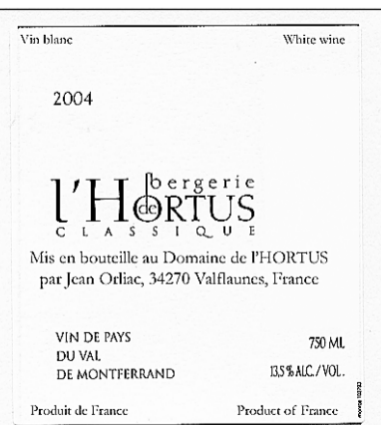 Vin blanc White wine
2004
bergerie
de
l'HORTUS
CLASSIQUE
Mis en bouteille au Domaine de l'HORTUS
par Jean Orliac, 34270 Valflaunes, France
VIN DE PAYS
DU VAL
DE MONTFERRAND
750 ML
13,5 % ALC. / VOL.
Produit de France Product of France